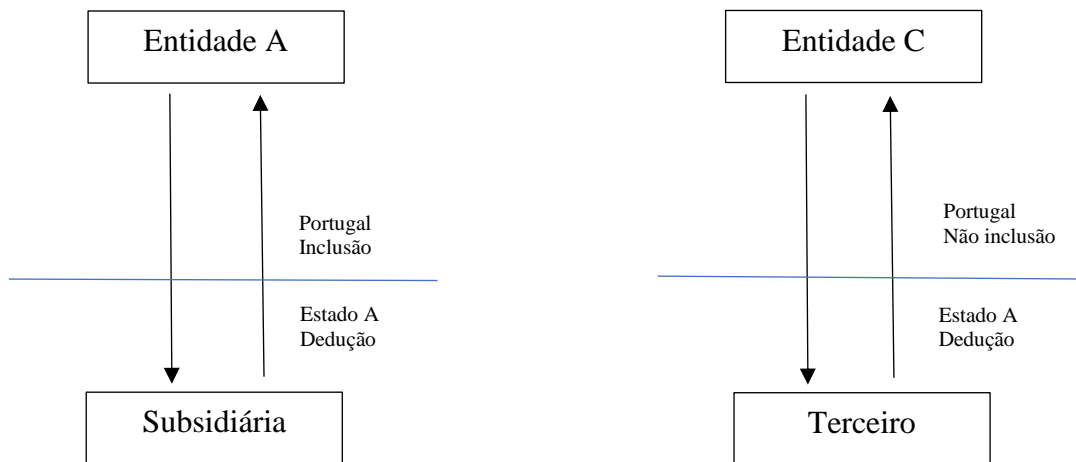 Entidade A
Entidade C
Portugal
Inclusão
Portugal
Não inclusão
Estado A
Dedução
Estado A
Dedução
Subsidiária
Terceiro